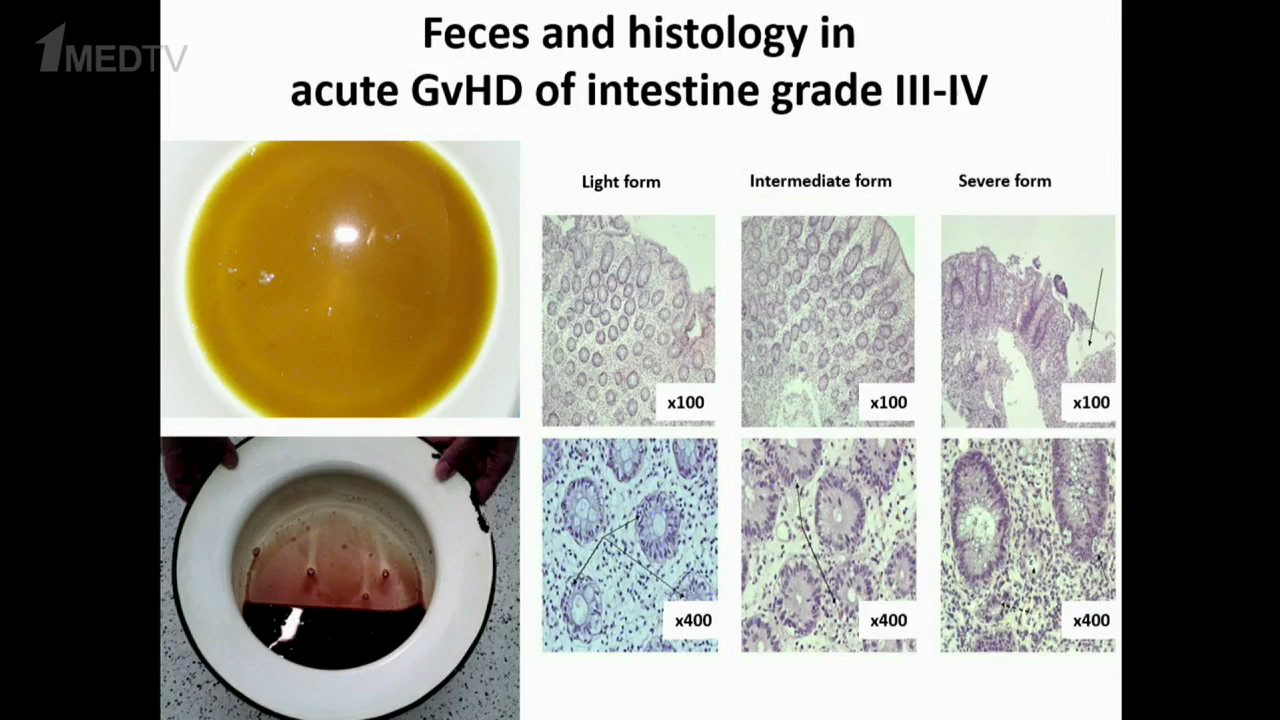 1MEDTV
Feces and histology in
acute GvHD of intestine grade III-IV
Light form
Intermediate form
Severe form
x100
x100
x100
x400
x400
x400